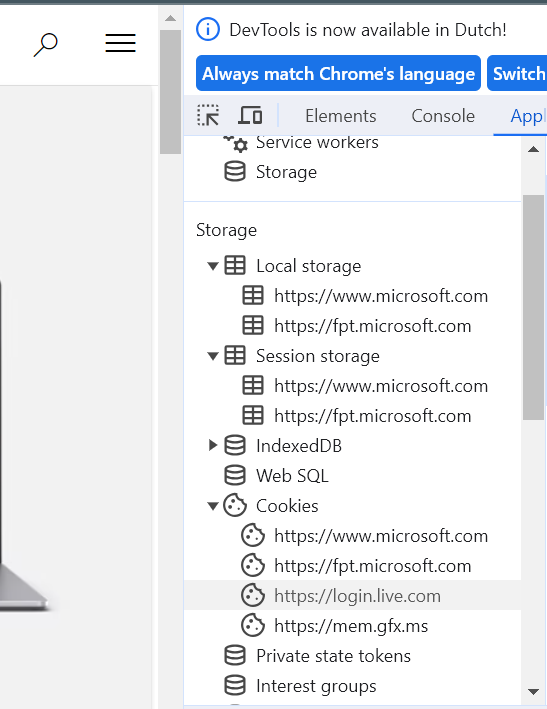 DevTools is now available in Dutch!
Always match Chrome's language
Switch
Elements
Console
Appl
Service workers
Storage
Storage
Local storage
https://www.microsoft.com
https://fpt.microsoft.com
Session storage
https://www.microsoft.com
https://fpt.microsoft.com
IndexedDB
Web SQL
Cookies
https://www.microsoft.com
https://fpt.microsoft.com
https://login.live.com
https://mem.gfx.ms
Private state tokens
Interest groups